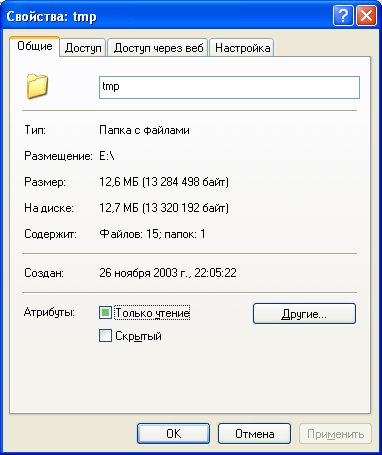 Свойства: tmp
Общие Доступ Доступ через веб Настройка
tmp
Тип: Папка с файлами
Размещение: E:\
Размер: 12,6 МБ (13 284 498 байт)
На диске: 12,7 МБ (13 320 192 байт)
Содержит: Файлов: 15; папок: 1
Создан: 26 ноября 2003 г., 22:05:22
Атрибуты: Только чтение Другие...
Скрытый
OK Отмена Применить